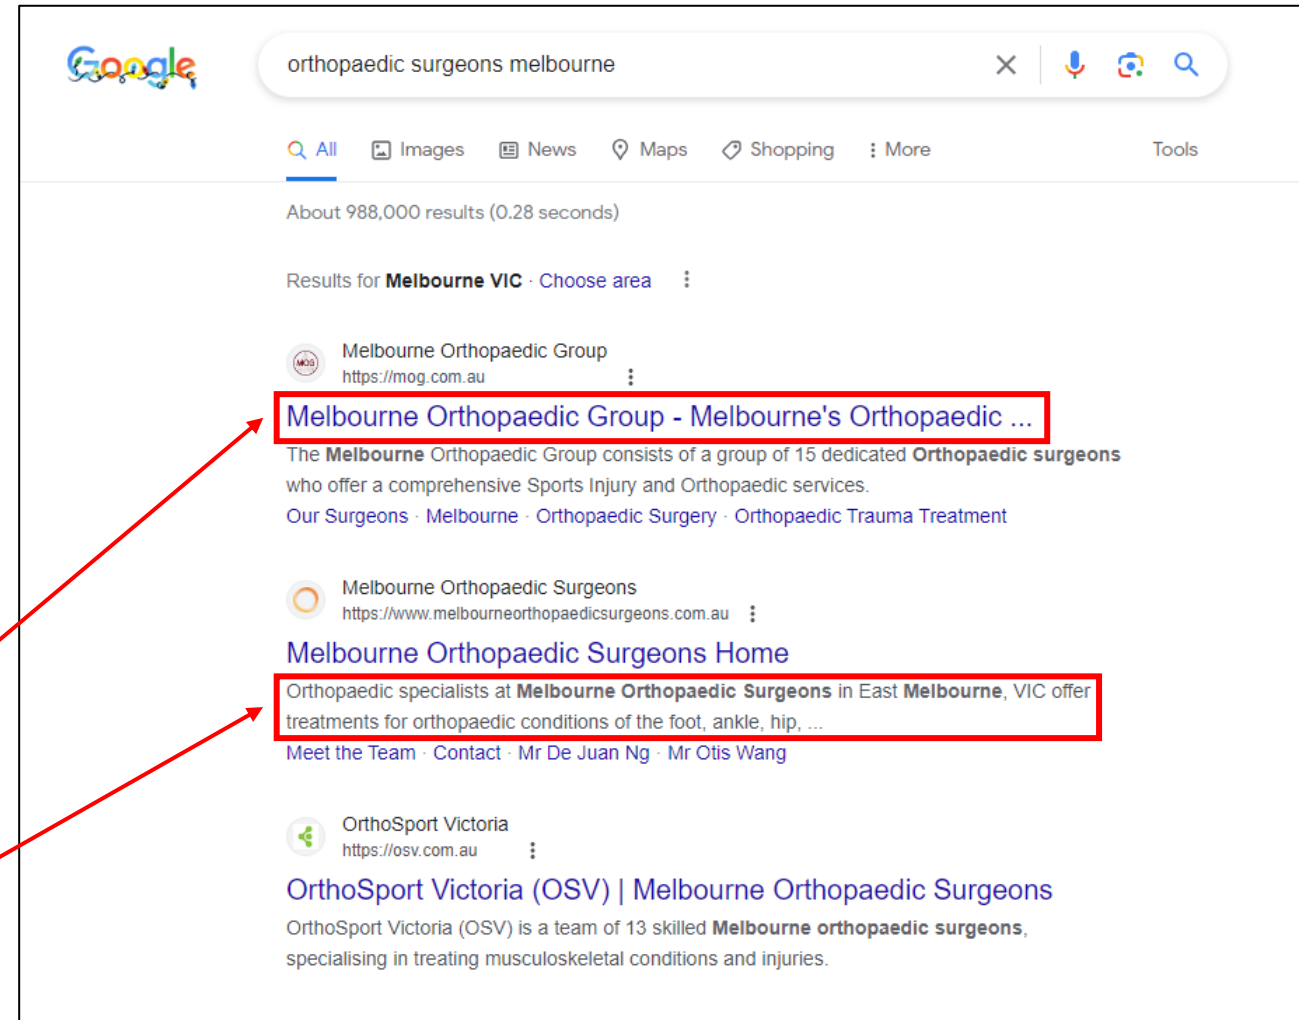 Google
orthopaedic surgeons melbourne
All Images News Maps Shopping More Tools
About 988,000 results (0.28 seconds)
Results for Melbourne VIC · Choose area
MOG
Melbourne Orthopaedic Group
https://mog.com.au
Melbourne Orthopaedic Group - Melbourne's Orthopaedic ...
The Melbourne Orthopaedic Group consists of a group of 15 dedicated Orthopaedic surgeons
who offer a comprehensive Sports Injury and Orthopaedic services.
Our Surgeons · Melbourne · Orthopaedic Surgery · Orthopaedic Trauma Treatment
Melbourne Orthopaedic Surgeons
https://www.melbourneorthopaedicsurgeons.com.au
Melbourne Orthopaedic Surgeons Home
Orthopaedic specialists at Melbourne Orthopaedic Surgeons in East Melbourne, VIC offer
treatments for orthopaedic conditions of the foot, ankle, hip, ...
Meet the Team · Contact · Mr De Juan Ng · Mr Otis Wang
OrthoSport Victoria
https://osv.com.au
OrthoSport Victoria (OSV) | Melbourne Orthopaedic Surgeons
OrthoSport Victoria (OSV) is a team of 13 skilled Melbourne orthopaedic surgeons,
specialising in treating musculoskeletal conditions and injuries.